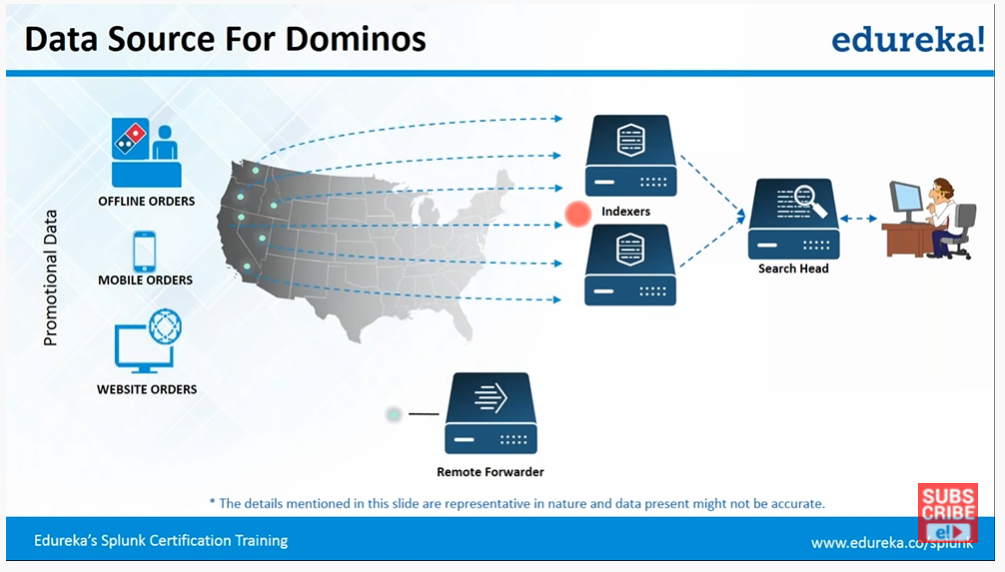 Data Source For Dominos
edureka!
Promotional Data
OFFLINE ORDERS
MOBILE ORDERS
WEBSITE ORDERS
Indexers
Search Head
Remote Forwarder
* The details mentioned in this slide are representative in nature and data present might not be accurate.
SUBS
CRIBE
e!
Edureka's Splunk Certification Training
www.edureka.co/splunk